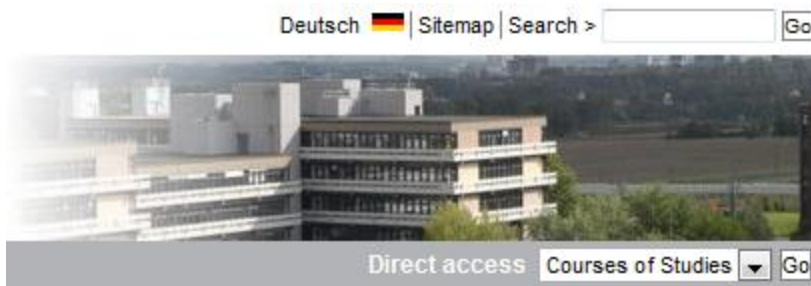 Deutsch | Sitemap | Search > Go
Direct access Courses of Studies Go